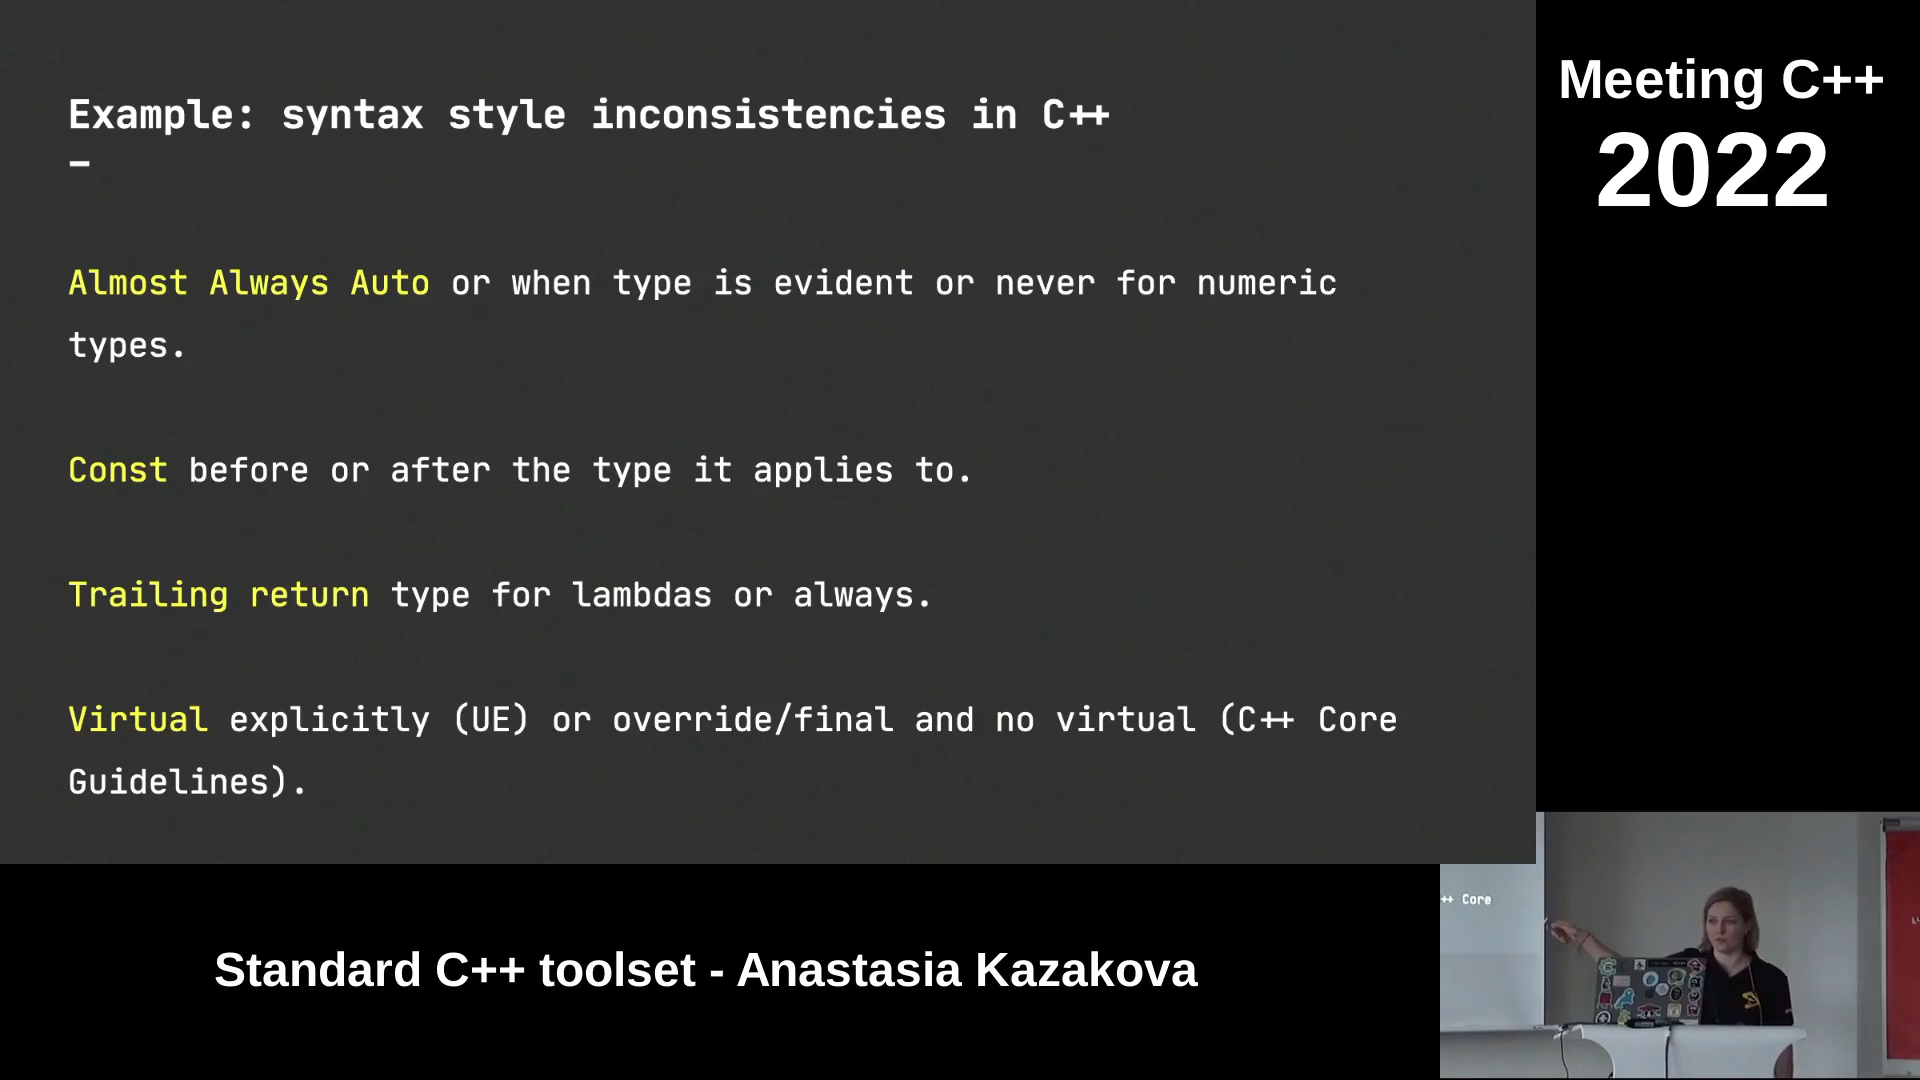 Example: syntax style inconsistencies in C++
Meeting C++
2022
Almost Always Auto or when type is evident or never for numeric
types.
Const before or after the type it applies to.
Trailing return type for lambdas or always.
Virtual explicitly (UE) or override/final and no virtual (C++ Core
Guidelines).
++ Core
Standard C++ toolset - Anastasia Kazakova